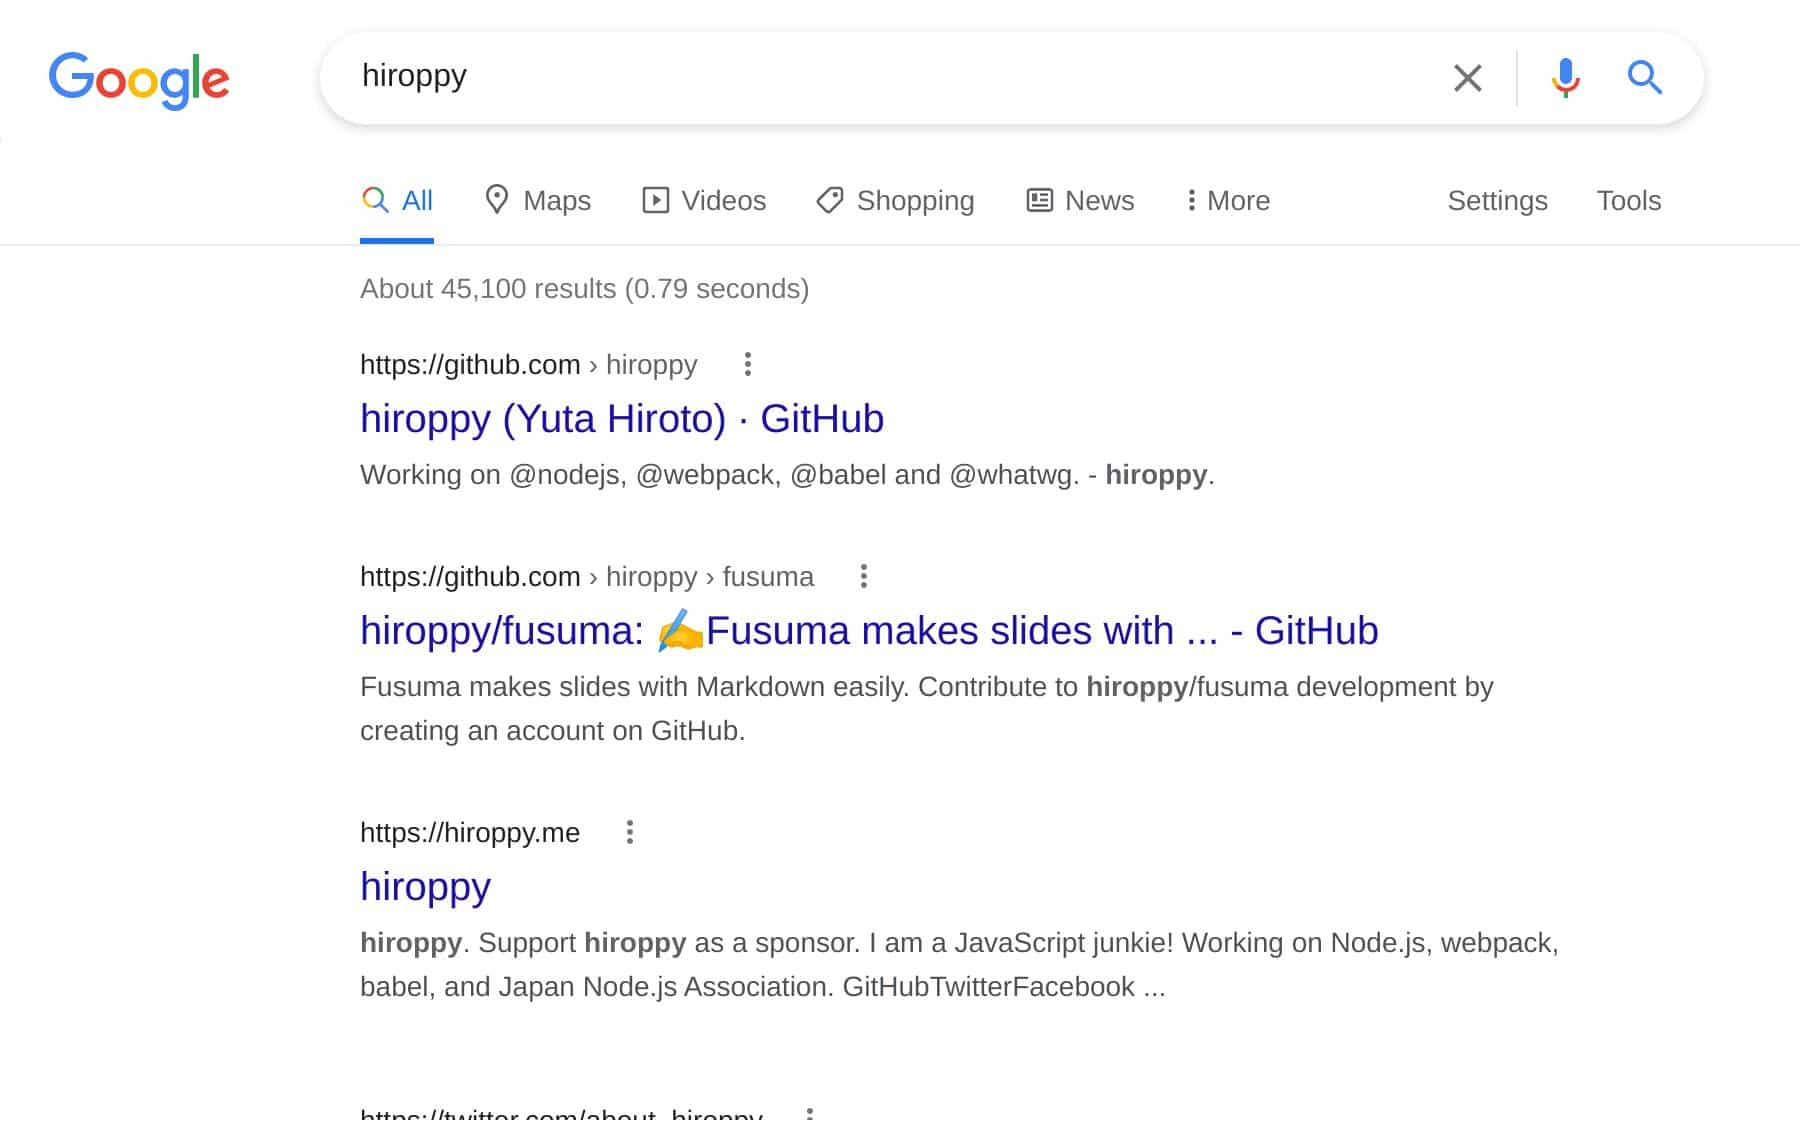 Google
hiroppy
All Maps Videos Shopping News More Settings Tools
About 45,100 results (0.79 seconds)
https://github.com › hiroppy
hiroppy (Yuta Hiroto) · GitHub
Working on @nodejs, @webpack, @babel and @whatwg. - hiroppy.
https://github.com › hiroppy › fusuma
hiroppy/fusuma: ✍️Fusuma makes slides with ... - GitHub
Fusuma makes slides with Markdown easily. Contribute to hiroppy/fusuma development by
creating an account on GitHub.
https://hiroppy.me
hiroppy
hiroppy. Support hiroppy as a sponsor. I am a JavaScript junkie! Working on Node.js, webpack,
babel, and Japan Node.js Association. GitHubTwitterFacebook ...
https://twitter.com/about_hiroppy